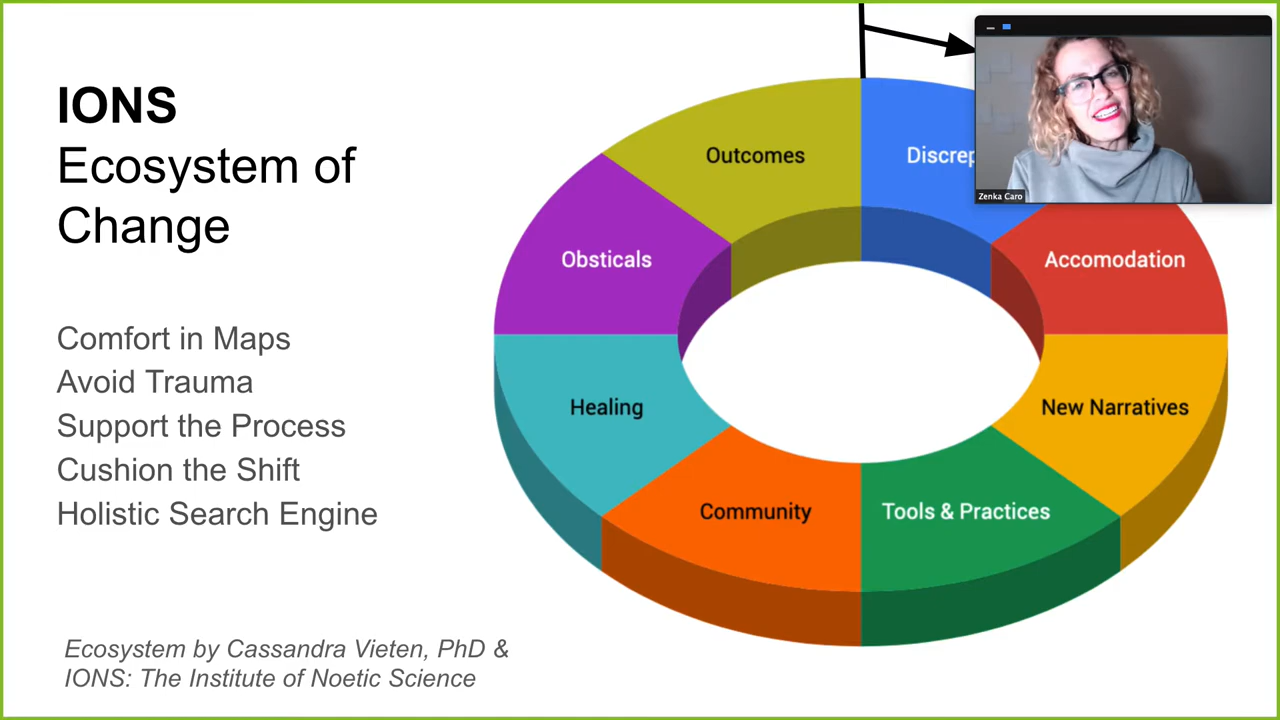 IONS
Ecosystem of
Change
Comfort in Maps
Avoid Trauma
Support the Process
Cushion the Shift
Holistic Search Engine
Ecosystem by Cassandra Vieten, PhD &
IONS: The Institute of Noetic Science
Outcomes
Discrep
Obsticals
Accomodation
Healing
New Narratives
Community
Tools & Practices
Zenka Caro